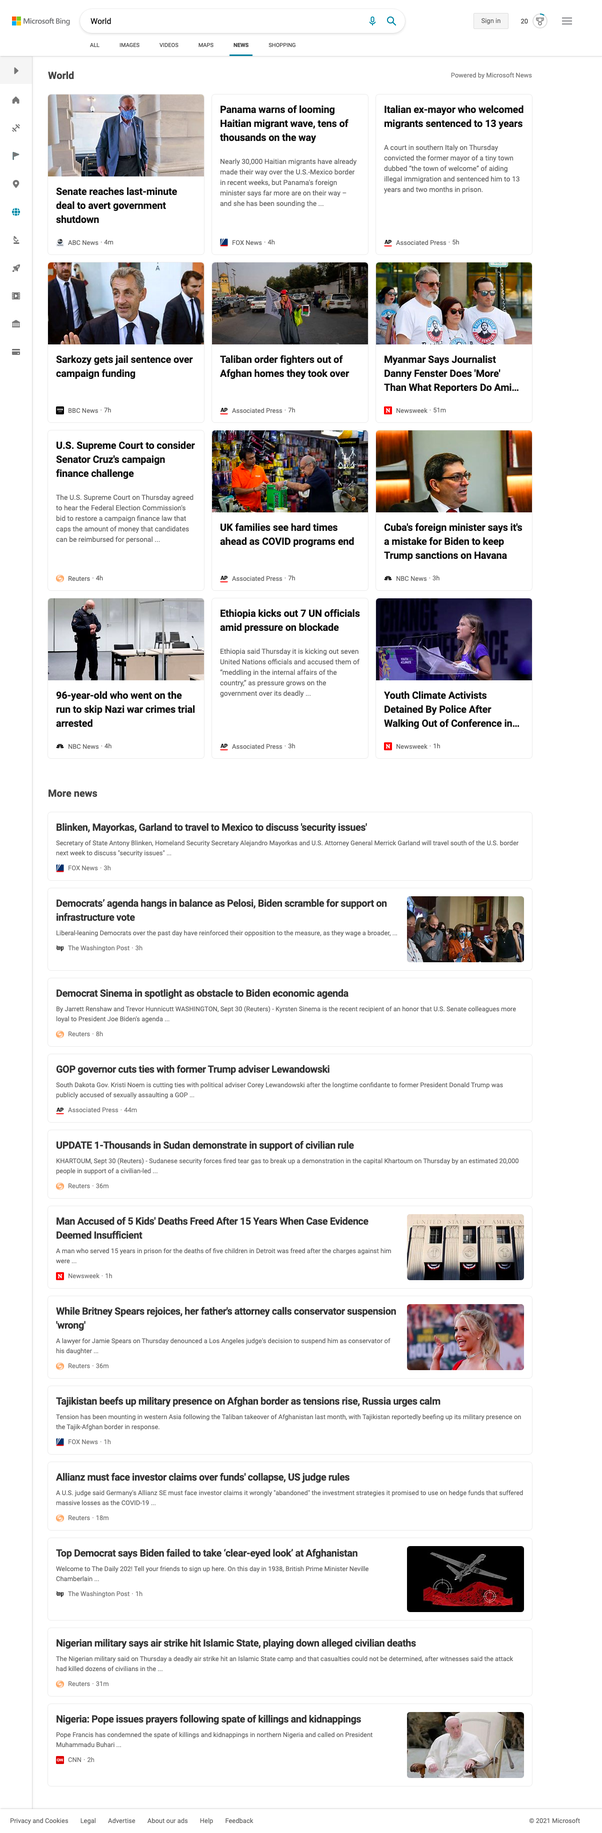 Microsoft Bing
World
Sign in
20
ALL IMAGES VIDEOS MAPS NEWS SHOPPING
World
Powered by Microsoft News
Senate reaches last-minute
deal to avert government
shutdown
ABC News · 4m
Panama warns of looming
Haitian migrant wave, tens of
thousands on the way
Nearly 30,000 Haitian migrants have already
made their way over the U.S.-Mexico border
in recent weeks, but Panama's foreign
minister says far more are on their way –
and she has been sounding the ...
FOX News · 4h
Italian ex-mayor who welcomed
migrants sentenced to 13 years
A court in southern Italy on Thursday
convicted the former mayor of a tiny town
dubbed “the town of welcome” of aiding
illegal immigration and sentenced him to 13
years and two months in prison.
AP Associated Press · 5h
Sarkozy gets jail sentence over
campaign funding
BBC News · 7h
Taliban order fighters out of
Afghan homes they took over
AP Associated Press · 7h
Myanmar Says Journalist
Danny Fenster Does 'More'
Than What Reporters Do Ami...
N Newsweek · 51m
U.S. Supreme Court to consider
Senator Cruz's campaign
finance challenge
The U.S. Supreme Court on Thursday agreed
to hear the Federal Election Commission's
bid to restore a campaign finance law that
caps the amount of money that candidates
can be reimbursed for personal ...
Reuters · 4h
UK families see hard times
ahead as COVID programs end
AP Associated Press · 7h
Cuba's foreign minister says it's
a mistake for Biden to keep
Trump sanctions on Havana
NBC News · 3h
96-year-old who went on the
run to skip Nazi war crimes trial
arrested
NBC News · 4h
Ethiopia kicks out 7 UN officials
amid pressure on blockade
Ethiopia said Thursday it is kicking out seven
United Nations officials and accused them of
“meddling in the internal affairs of the
country,” as pressure grows on the
government over its deadly ...
AP Associated Press · 3h
Youth Climate Activists
Detained By Police After
Walking Out of Conference in...
N Newsweek · 1h
More news
Blinken, Mayorkas, Garland to travel to Mexico to discuss 'security issues'
Secretary of State Antony Blinken, Homeland Security Secretary Alejandro Mayorkas and U.S. Attorney General Merrick Garland will travel south of the U.S. border
next week to discuss "security issues" ...
FOX News · 3h
Democrats’ agenda hangs in balance as Pelosi, Biden scramble for support on
infrastructure vote
Liberal-leaning Democrats over the past day have reinforced their opposition to the measure, as they wage a broader, ...
wp The Washington Post · 3h
Democrat Sinema in spotlight as obstacle to Biden economic agenda
By Jarrett Renshaw and Trevor Hunnicutt WASHINGTON, Sept 30 (Reuters) - Kyrsten Sinema is the recent recipient of an honor that U.S. Senate colleagues more
loyal to President Joe Biden's agenda ...
Reuters · 8h
GOP governor cuts ties with former Trump adviser Lewandowski
South Dakota Gov. Kristi Noem is cutting ties with political adviser Corey Lewandowski after the longtime confidante to former President Donald Trump was
publicly accused of sexually assaulting a GOP ...
AP Associated Press · 44m
UPDATE 1-Thousands in Sudan demonstrate in support of civilian rule
KHARTOUM, Sept 30 (Reuters) - Sudanese security forces fired tear gas to break up a demonstration in the capital Khartoum on Thursday by an estimated 20,000
people in support of a civilian-led ...
Reuters · 36m
Man Accused of 5 Kids' Deaths Freed After 15 Years When Case Evidence
Deemed Insufficient
A man who served 15 years in prison for the deaths of five children in Detroit was freed after the charges against him
were ...
N Newsweek · 1h
UNITED STATES OF AMERICA
While Britney Spears rejoices, her father's attorney calls conservator suspension
'wrong'
A lawyer for Jamie Spears on Thursday denounced a Los Angeles judge's decision to suspend him as conservator of
his daughter ...
Reuters · 36m
Tajikistan beefs up military presence on Afghan border as tensions rise, Russia urges calm
Tension has been mounting in western Asia following the Taliban takeover of Afghanistan last month, with Tajikistan reportedly beefing up its military presence on
the Tajik-Afghan border in response.
FOX News · 1h
Allianz must face investor claims over funds' collapse, US judge rules
A U.S. judge said Germany's Allianz SE must face investor claims it wrongly "abandoned" the investment strategies it promised to use on hedge funds that suffered
massive losses as the COVID-19 ...
Reuters · 18m
Top Democrat says Biden failed to take ‘clear-eyed look’ at Afghanistan
Welcome to The Daily 202! Tell your friends to sign up here. On this day in 1938, British Prime Minister Neville
Chamberlain ...
wp The Washington Post · 1h
Nigerian military says air strike hit Islamic State, playing down alleged civilian deaths
The Nigerian military said on Thursday a deadly air strike hit an Islamic State camp and that casualties could not be determined, after witnesses said the attack
had killed dozens of civilians in the ...
Reuters · 31m
Nigeria: Pope issues prayers following spate of killings and kidnappings
Pope Francis has condemned the spate of killings and kidnappings in northern Nigeria and called on President
Muhammadu Buhari ...
CNN CNN · 2h
Privacy and Cookies Legal Advertise About our ads Help Feedback
© 2021 Microsoft